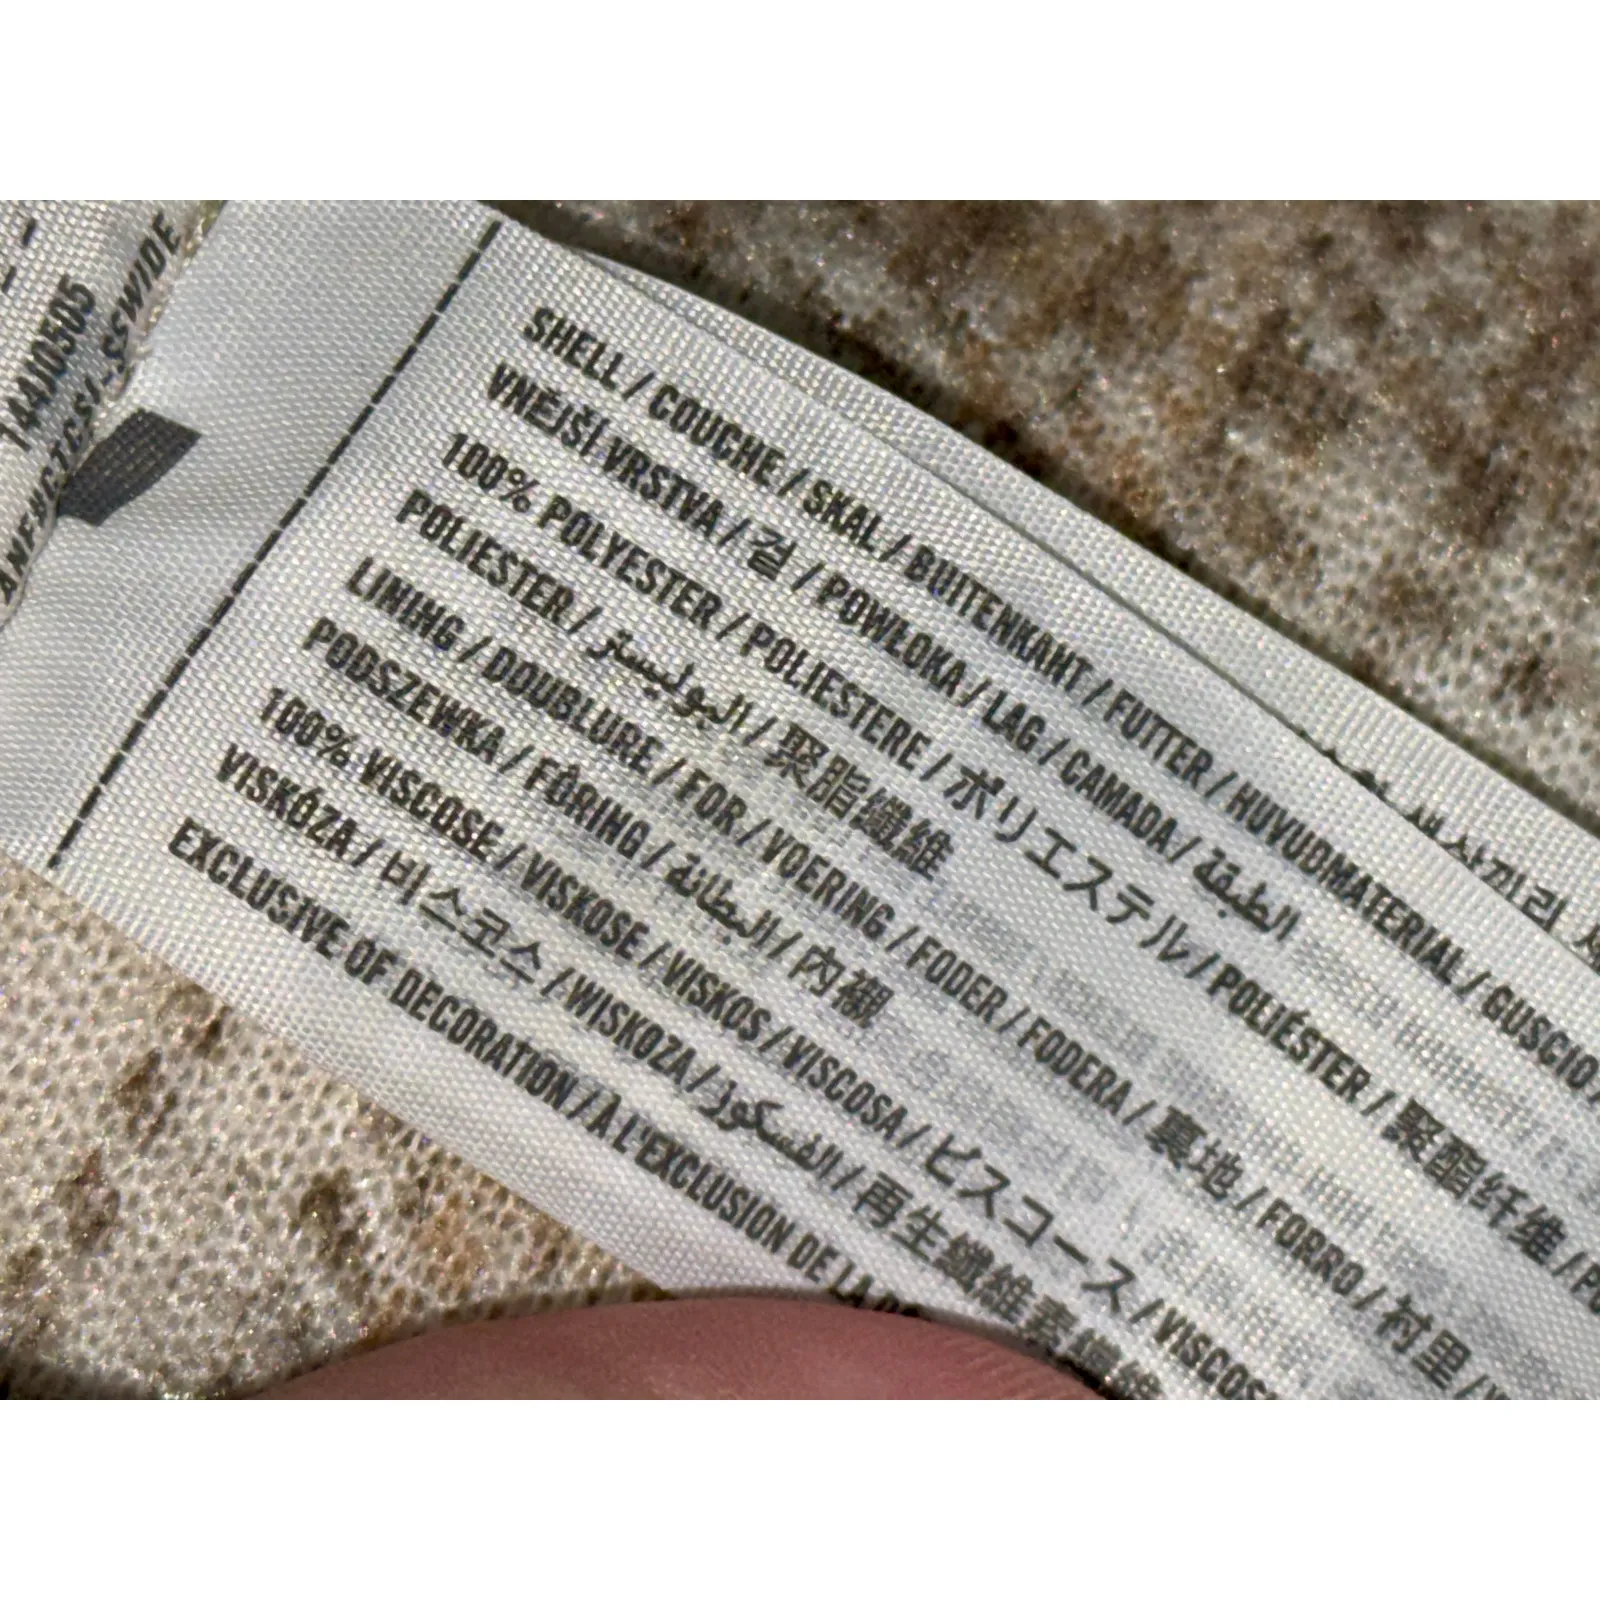 1440505
SHELL / COUCHE / SKAL / BUITENKANT / FUTTER / HUVUDMATERIAL / GUSCIO /
VRSTVA / 겉 / POWŁOKA / LAG / CAMADA / الطبقة
100% POLYESTER / POLIESTERE / ポリエステル / POLIÉSTER / 聚酯纤维 /
POLIESTER / البوليستر / 聚脂纖維
LINING / DOUBLURE / FOR / VOERING / FODER / FODERA / 裏地 / FORRO / 衬里 /
PODSZEWKA / FÔRING / البطانة / 內襯
100% VISCOSE / VISKOSE / VISKOS / VISCOSA / ビスコース /
VISKÓZA / 비스코스 / WISKOZA / الفسكوز / 再生纖維素纖維
EXCLUSIVE OF DECORATION / À L'EXCLUSION DE LA